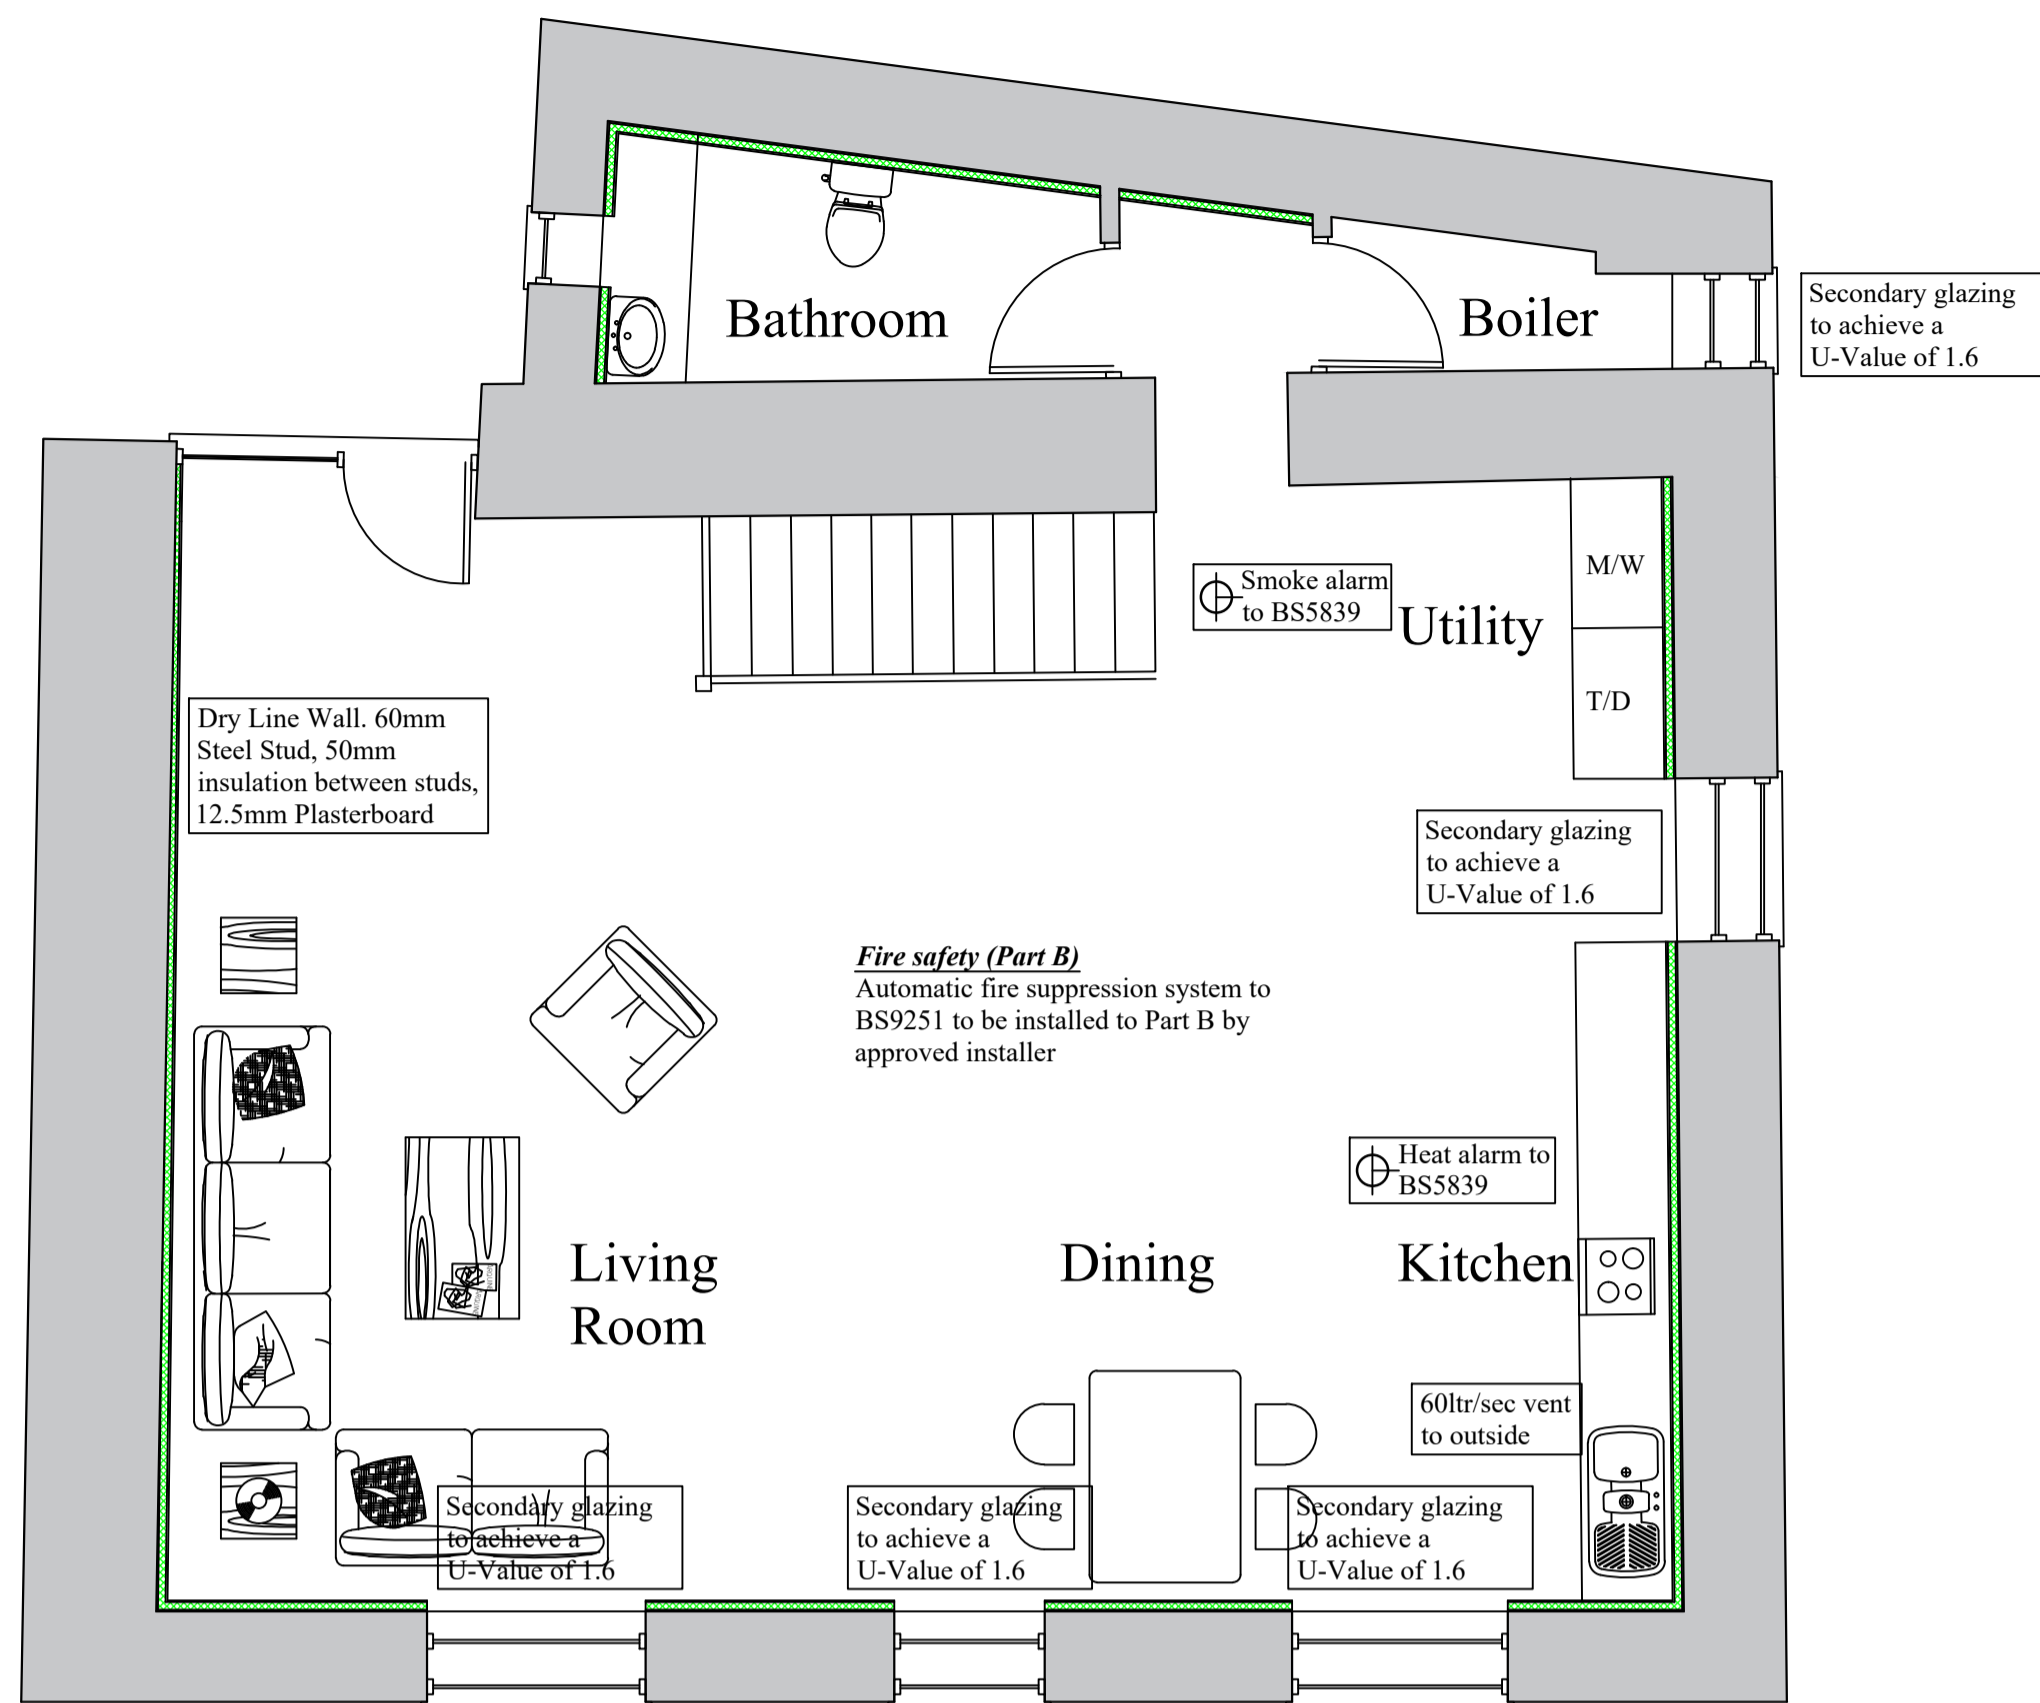 Bathroom
Boiler
Secondary glazing
to achieve a
U-Value of 1.6
M/W
Smoke alarm
to BS5839
Utility
T/D
Dry Line Wall. 60mm
Steel Stud, 50mm
insulation between studs,
12.5mm Plasterboard
Secondary glazing
to achieve a
U-Value of 1.6
Fire safety (Part B)
Automatic fire suppression system to
BS9251 to be installed to Part B by
approved installer
Heat alarm to
BS5839
Living
Room
Dining
Kitchen
60ltr/sec vent
to outside
Secondary glazing
to achieve a
U-Value of 1.6
Secondary glazing
to achieve a
U-Value of 1.6
Secondary glazing
to achieve a
U-Value of 1.6